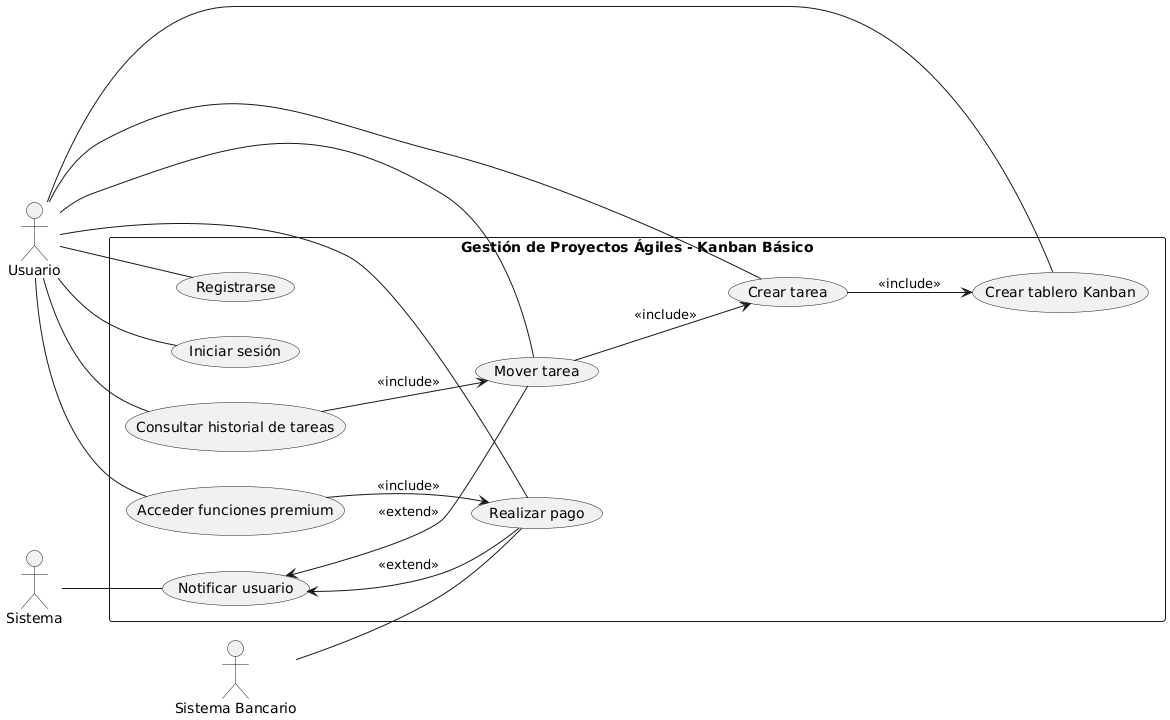 Usuario
Gestión de Proyectos Ágiles - Kanban Básico
Registrarse
Crear tarea
«include»
Crear tablero Kanban
«include»
Iniciar sesión
Mover tarea
«include»
Consultar historial de tareas
«include»
Acceder funciones premium
«extend»
Realizar pago
«extend»
Notificar usuario
Sistema
Sistema Bancario